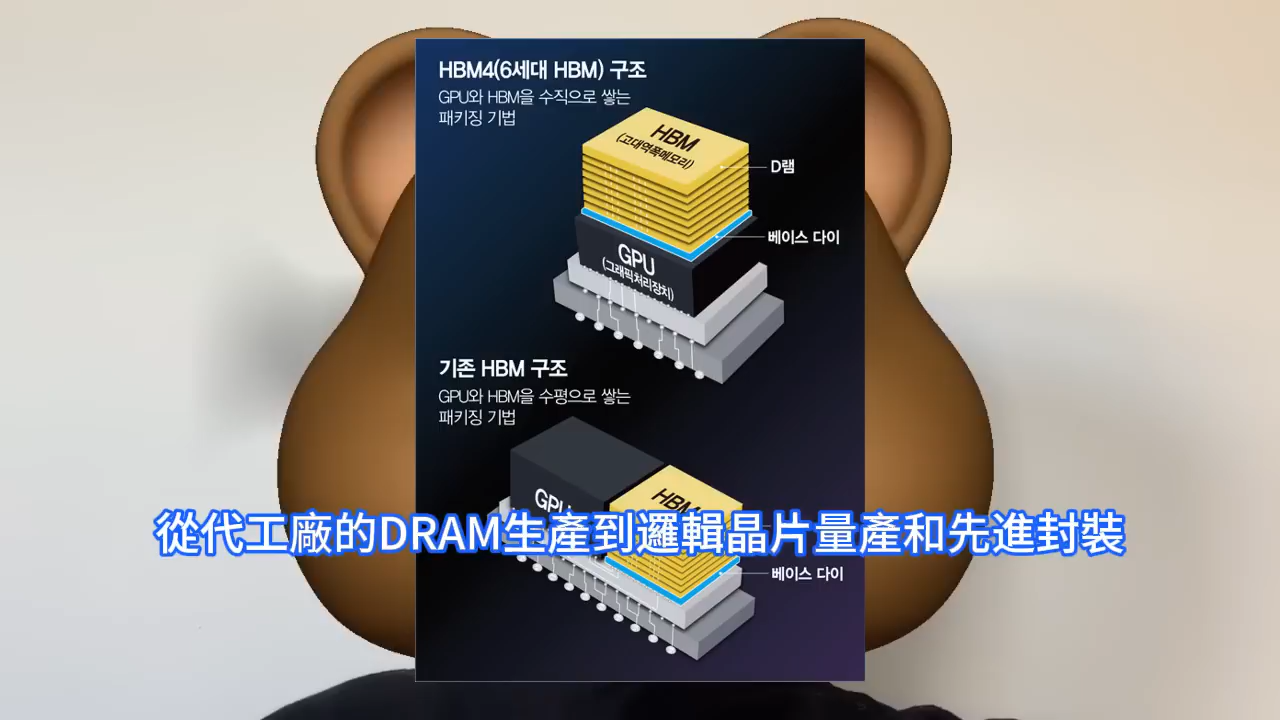 HBM4(6세대 HBM) 구조
GPU와 HBM을 수직으로 쌓는
패키징 기법
HBM
(고대역폭메모리)
D램
베이스 다이
GPU
(그래픽처리장치)
기존 HBM 구조
GPU와 HBM을 수평으로 쌓는
패키징 기법
GPU
HBM
從代工廠的DRAM生產到邏輯晶片量產和先進封裝
베이스 다이